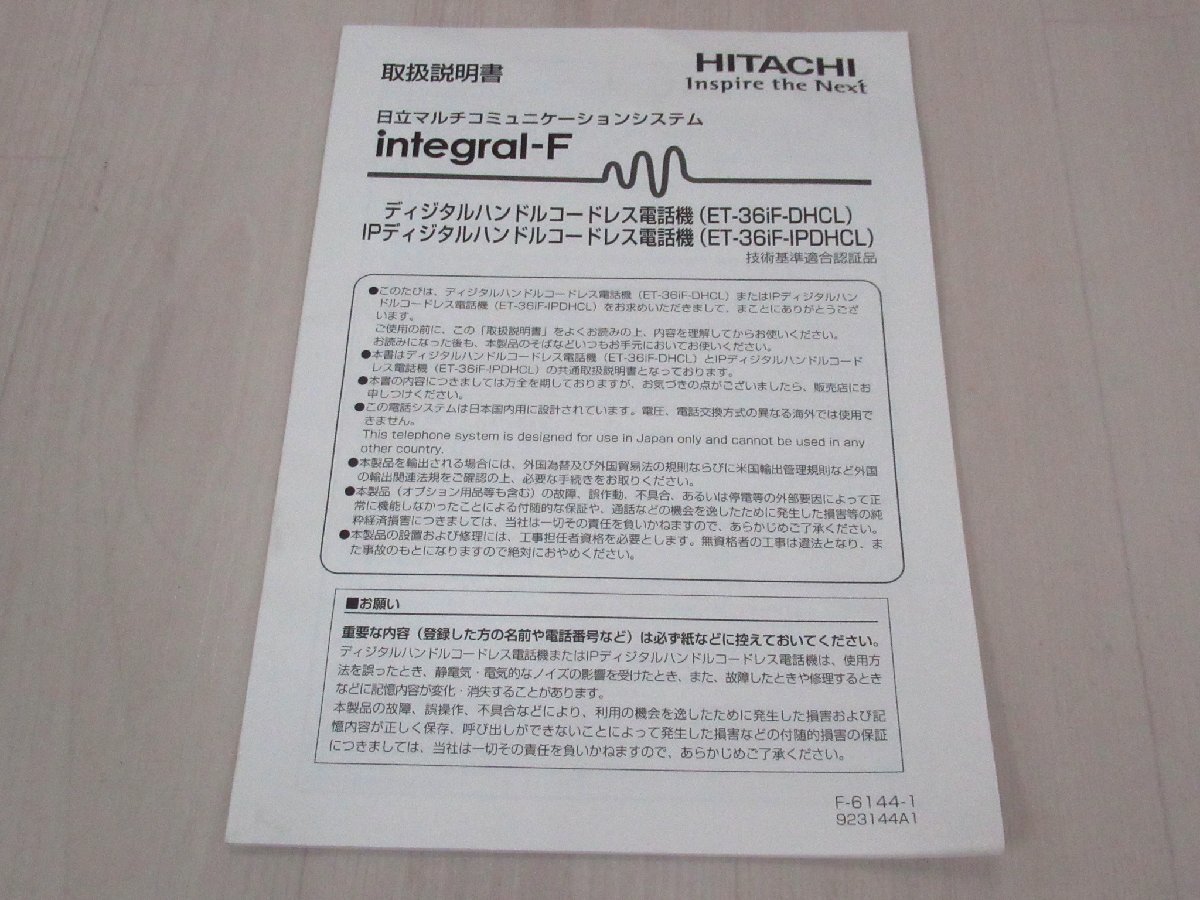 取扱説明書
HITACHI
Inspire the Next
日立マルチコミュニケーションシステム
integral-F
ディジタルハンドルコードレス電話機(ET-36iF-DHCL)
IPディジタルハンドルコードレス電話機(ET-36iF-IPDHCL)
技術基準適合認証品
●このたびは、ディジタルハンドルコードレス電話機(ET-36iF-DHCL)またはIPディジタルハン
ドルコードレス電話機(ET-36iF-IPDHCL)をお求めいただきまして、まことにありがとうござ
います。
ご使用の前に、この「取扱説明書」をよくお読みの上、内容を理解してからお使いください。
お読みになった後も、本製品のそばなどいつもお手元においてお使いください。
●本書はディジタルハンドルコードレス電話機(ET-36iF-DHCL)とIPディジタルハンドルコード
レス電話機(ET-36iF-IPDHCL)の共通取扱説明書となっております。
●本書の内容につきましては万全を期しておりますが、お気づきの点がございましたら、販売店にお
申しつけください。
●この電話システムは日本国内用に設計されています。電圧、電話交換方式の異なる海外では使用で
きません。
This telephone system is designed for use in Japan only and cannot be used in any
other country.
●本製品を輸出される場合には、外国為替及び外国貿易法の規則ならびに米国輸出管理規則など外国
の輸出関連法規をご確認の上、必要な手続きをお取りください。
●本製品(オプション用品等も含む)の故障、誤作動、不具合、あるいは停電等の外部要因によって正
常に機能しなかったことによる付随的な保証や、通話などの機会を逸したために発生した損害等の純
粋経済損害につきましては、当社は一切その責任を負いかねますので、あらかじめご了承ください。
●本製品の設置および修理には、工事担任者資格を必要とします。無資格者の工事は違法となり、ま
た事故のもとになりますので絶対におやめください。
■お願い
重要な内容(登録した方の名前や電話番号など)は必ず紙などに控えておいてください。
ディジタルハンドルコードレス電話機またはIPディジタルハンドルコードレス電話機は、使用方
法を誤ったとき、静電気・電気的なノイズの影響を受けたとき、また、故障したときや修理するとき
などに記憶内容が変化・消失することがあります。
本製品の故障、誤操作、不具合などにより、利用の機会を逸したために発生した損害および記
憶内容が正しく保存、呼び出しができないことによって発生した損害などの付随的損害の保証
につきましては、当社は一切その責任を負いかねますので、あらかじめご了承ください。
F-6144-1
923144A1